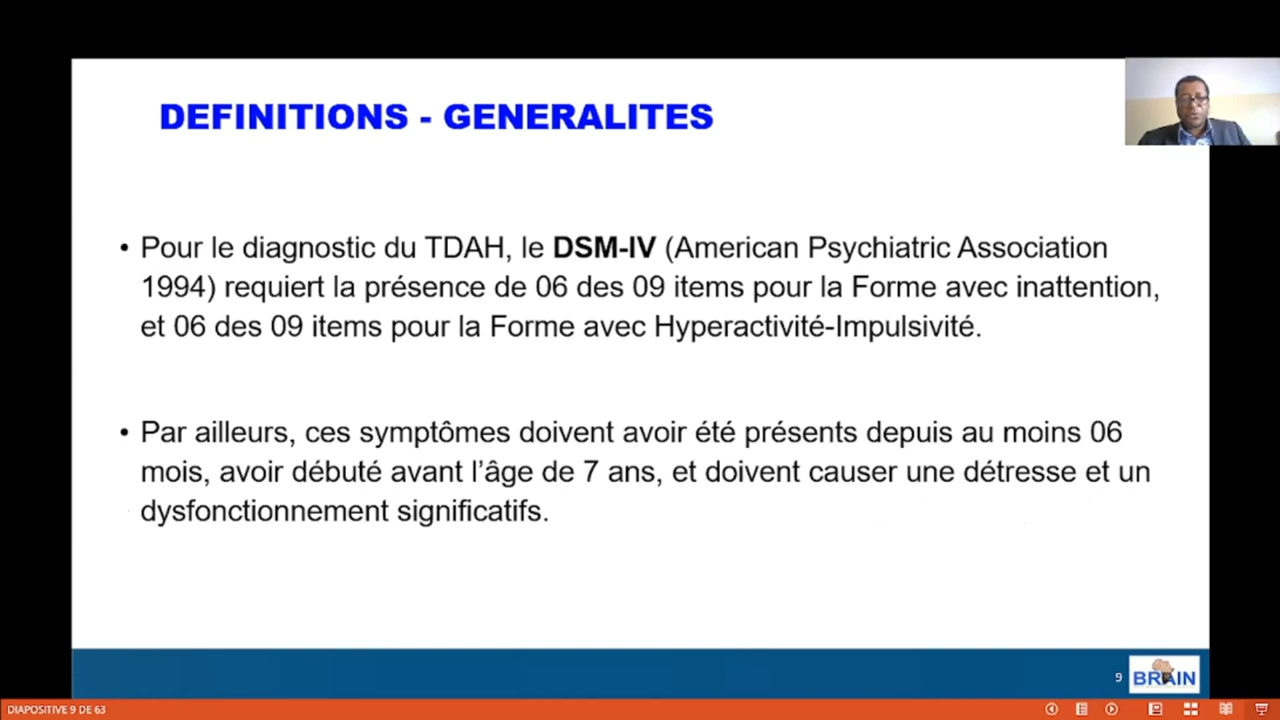 DEFINITIONS - GENERALITES
• Pour le diagnostic du TDAH, le DSM-IV (American Psychiatric Association
1994) requiert la présence de 06 des 09 items pour la Forme avec inattention,
et 06 des 09 items pour la Forme avec Hyperactivité-Impulsivité.
• Par ailleurs, ces symptômes doivent avoir été présents depuis au moins 06
mois, avoir débuté avant l’âge de 7 ans, et doivent causer une détresse et un
dysfonctionnement significatifs.
9
BRAIN
DIAPOSITIVE 9 DE 63